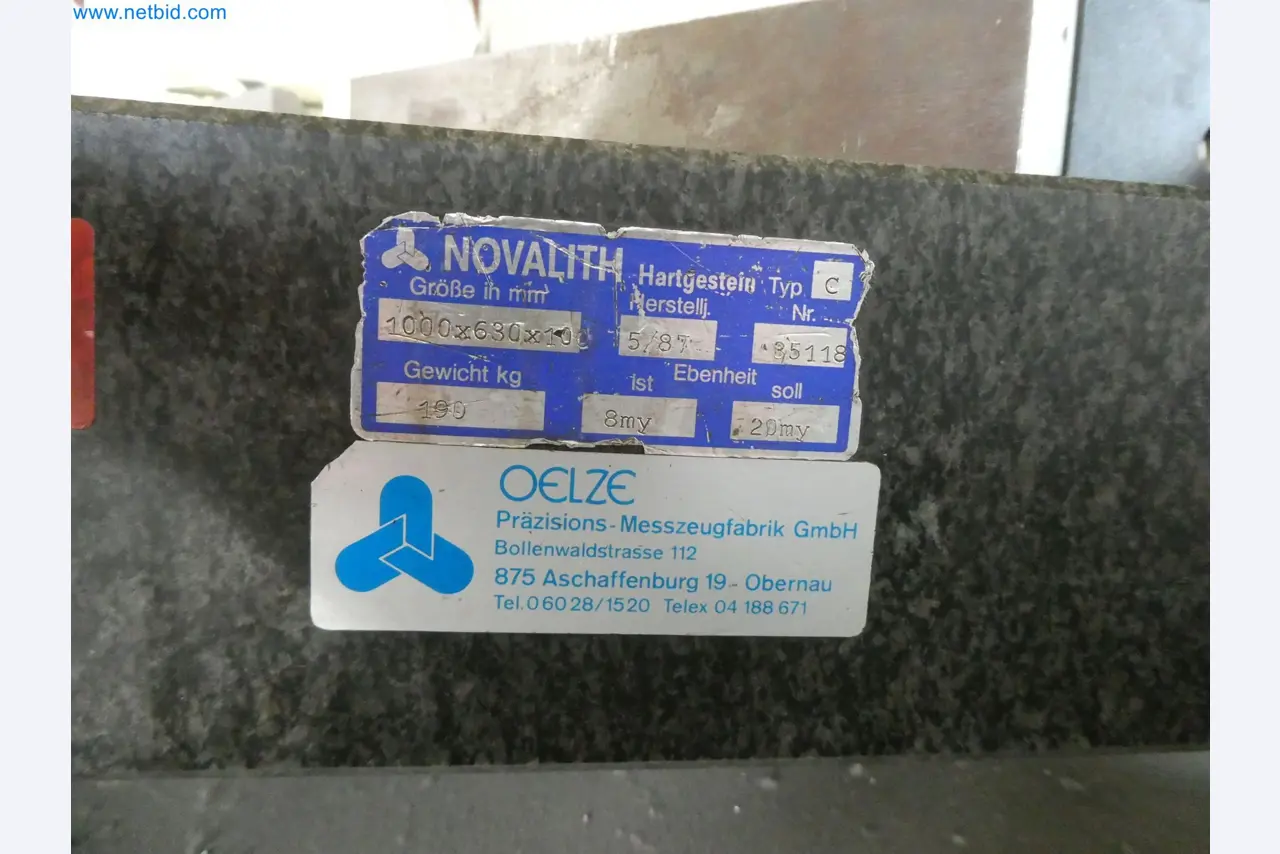 www.netbid.com
NOVALITH Hartgestein Typ C
Größe in mm Herstellj. Nr.
1000x630x100 5/87
Gewicht kg ist Ebenheit soll
190 8my 20my
OELZE
Präzisions-Messzeugfabrik GmbH
Bollenwaldstrasse 112
875 Aschaffenburg 19 - Obernau
Tel. 06028/1520 Telex 04 188 671